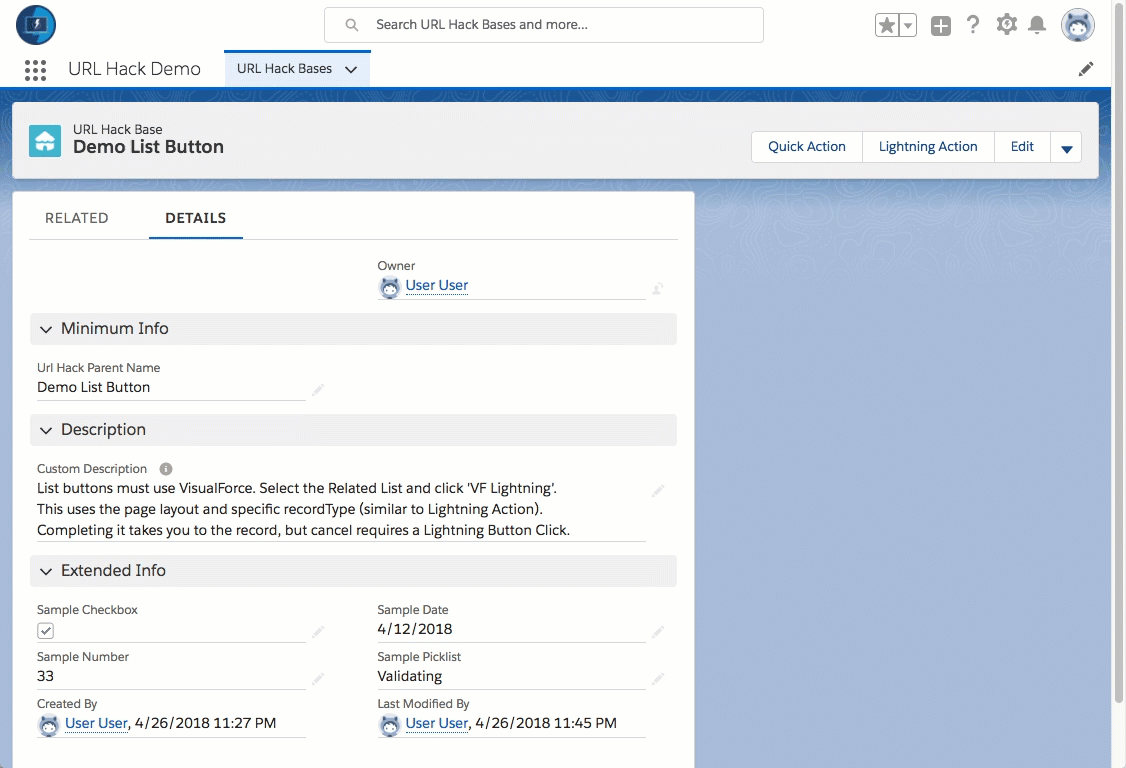 Search URL Hack Bases and more...
URL Hack Demo
URL Hack Bases
URL Hack Base
Demo List Button
Quick Action
Lightning Action
Edit
RELATED
DETAILS
Owner
User User
Minimum Info
Url Hack Parent Name
Demo List Button
Description
Custom Description
List buttons must use VisualForce. Select the Related List and click 'VF Lightning'.
This uses the page layout and specific recordType (similar to Lightning Action).
Completing it takes you to the record, but cancel requires a Lightning Button Click.
Extended Info
Sample Checkbox
Sample Date
4/12/2018
Sample Number
33
Sample Picklist
Validating
Created By
User User, 4/26/2018 11:27 PM
Last Modified By
User User, 4/26/2018 11:45 PM